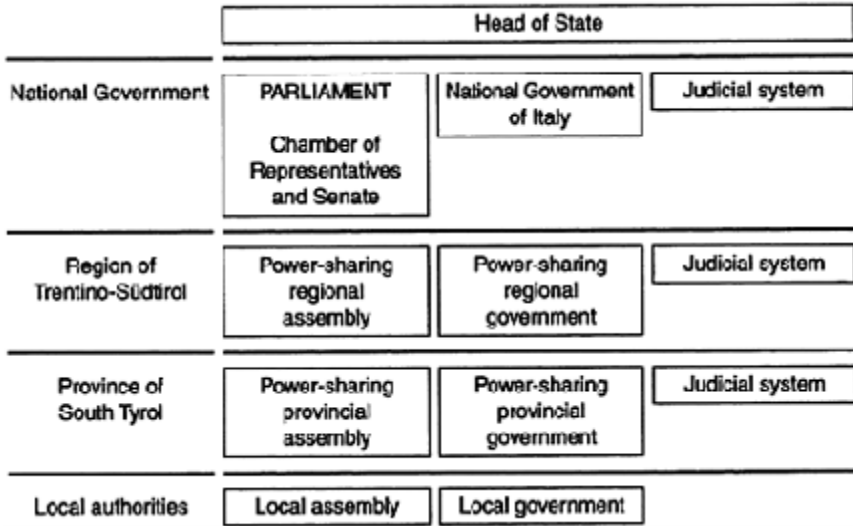 Head of State
National Government
PARLIAMENT
Chamber of
Representatives
and Senate
National Government
of Italy
Judicial system
Region of
Trentino-Südtirol
Power-sharing
regional
assembly
Power-sharing
regional
government
Judicial system
Province of
South Tyrol
Power-sharing
provincial
assembly
Power-sharing
provincial
government
Judicial system
Local authorities
Local assembly
Local government